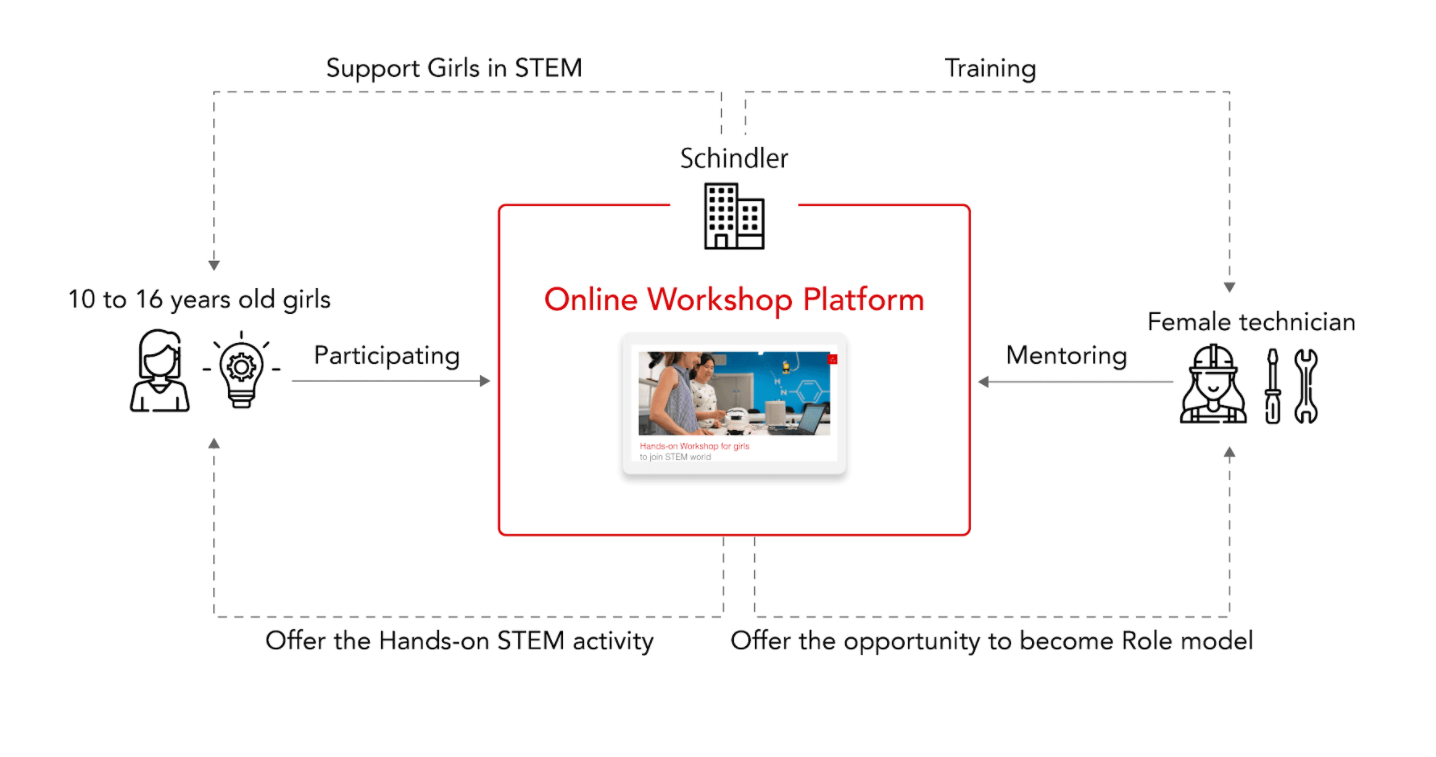 Support Girls in STEM
Training
Schindler
Online Workshop Platform
10 to 16 years old girls
Female technician
Participating
Mentoring
H
N
Hands-on Workshop for girls
to join STEM world
Offer the Hands-on STEM activity
Offer the opportunity to become Role model